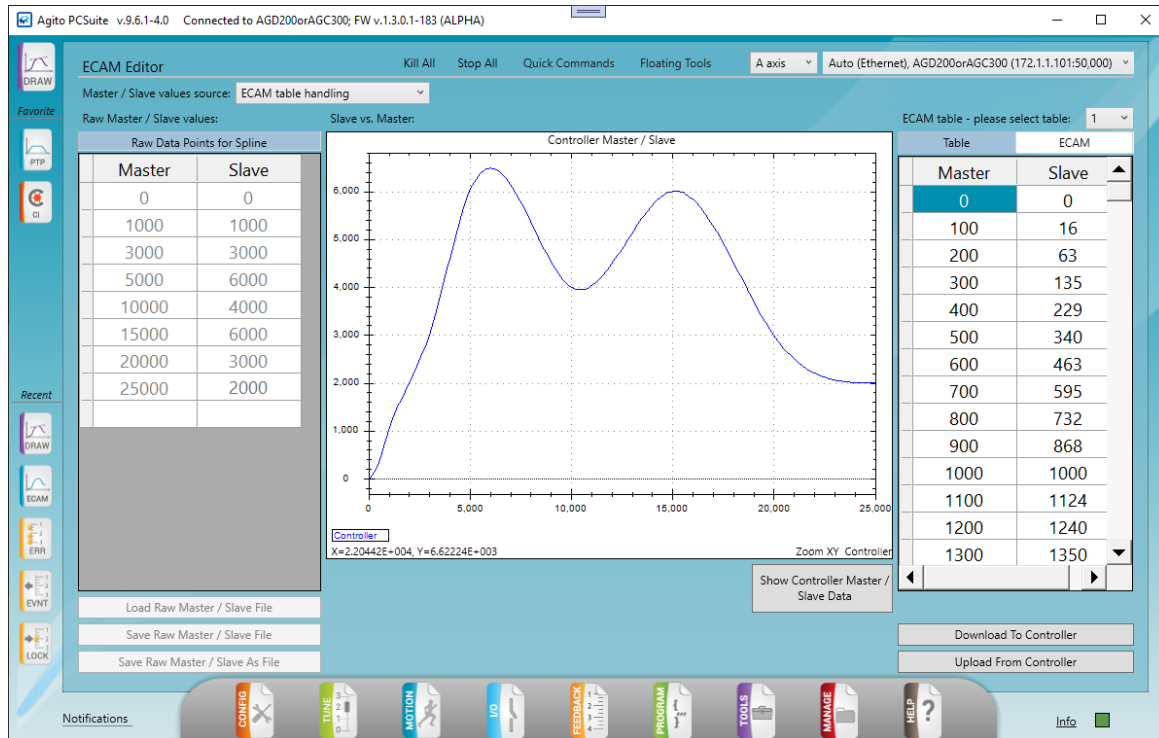 Agito PCSuite v.9.6.1-4.0 Connected to AGD200orAGC300; FW v.1.3.0.1-183 (ALPHA)
DRAW
Favorite
PTP
CI
Recent
DRAW
ECAM
ERR
EVNT
LOCK
ECAM Editor Kill All Stop All Quick Commands Floating Tools A axis Auto (Ethernet), AGD200orAGC300 (172.1.1.101:50,000)
Master / Slave values source: ECAM table handling
Raw Master / Slave values:
Raw Data Points for Spline
Master Slave
0 0
1000 1000
3000 3000
5000 6000
10000 4000
15000 6000
20000 3000
25000 2000
Load Raw Master / Slave File
Save Raw Master / Slave File
Save Raw Master / Slave As File
Slave vs. Master:
Controller Master / Slave
6,000
5,000
4,000
3,000
2,000
1,000
0
0 5,000 10,000 15,000 20,000 25,000
Controller
X=2.20442E+004, Y=6.62224E+003 Zoom XY Controller
Show Controller Master /
Slave Data
ECAM table - please select table: 1
Table ECAM
Master Slave
0 0
100 16
200 63
300 135
400 229
500 340
600 463
700 595
800 732
900 868
1000 1000
1100 1124
1200 1240
1300 1350
Download To Controller
Upload From Controller
Notifications
CONFIG
TUNE
3
2
1
0
MOTION
I/O
FEEDBACK
1
2
3
4
PROGRAM
TOOLS
MANAGE
HELP
?
Info